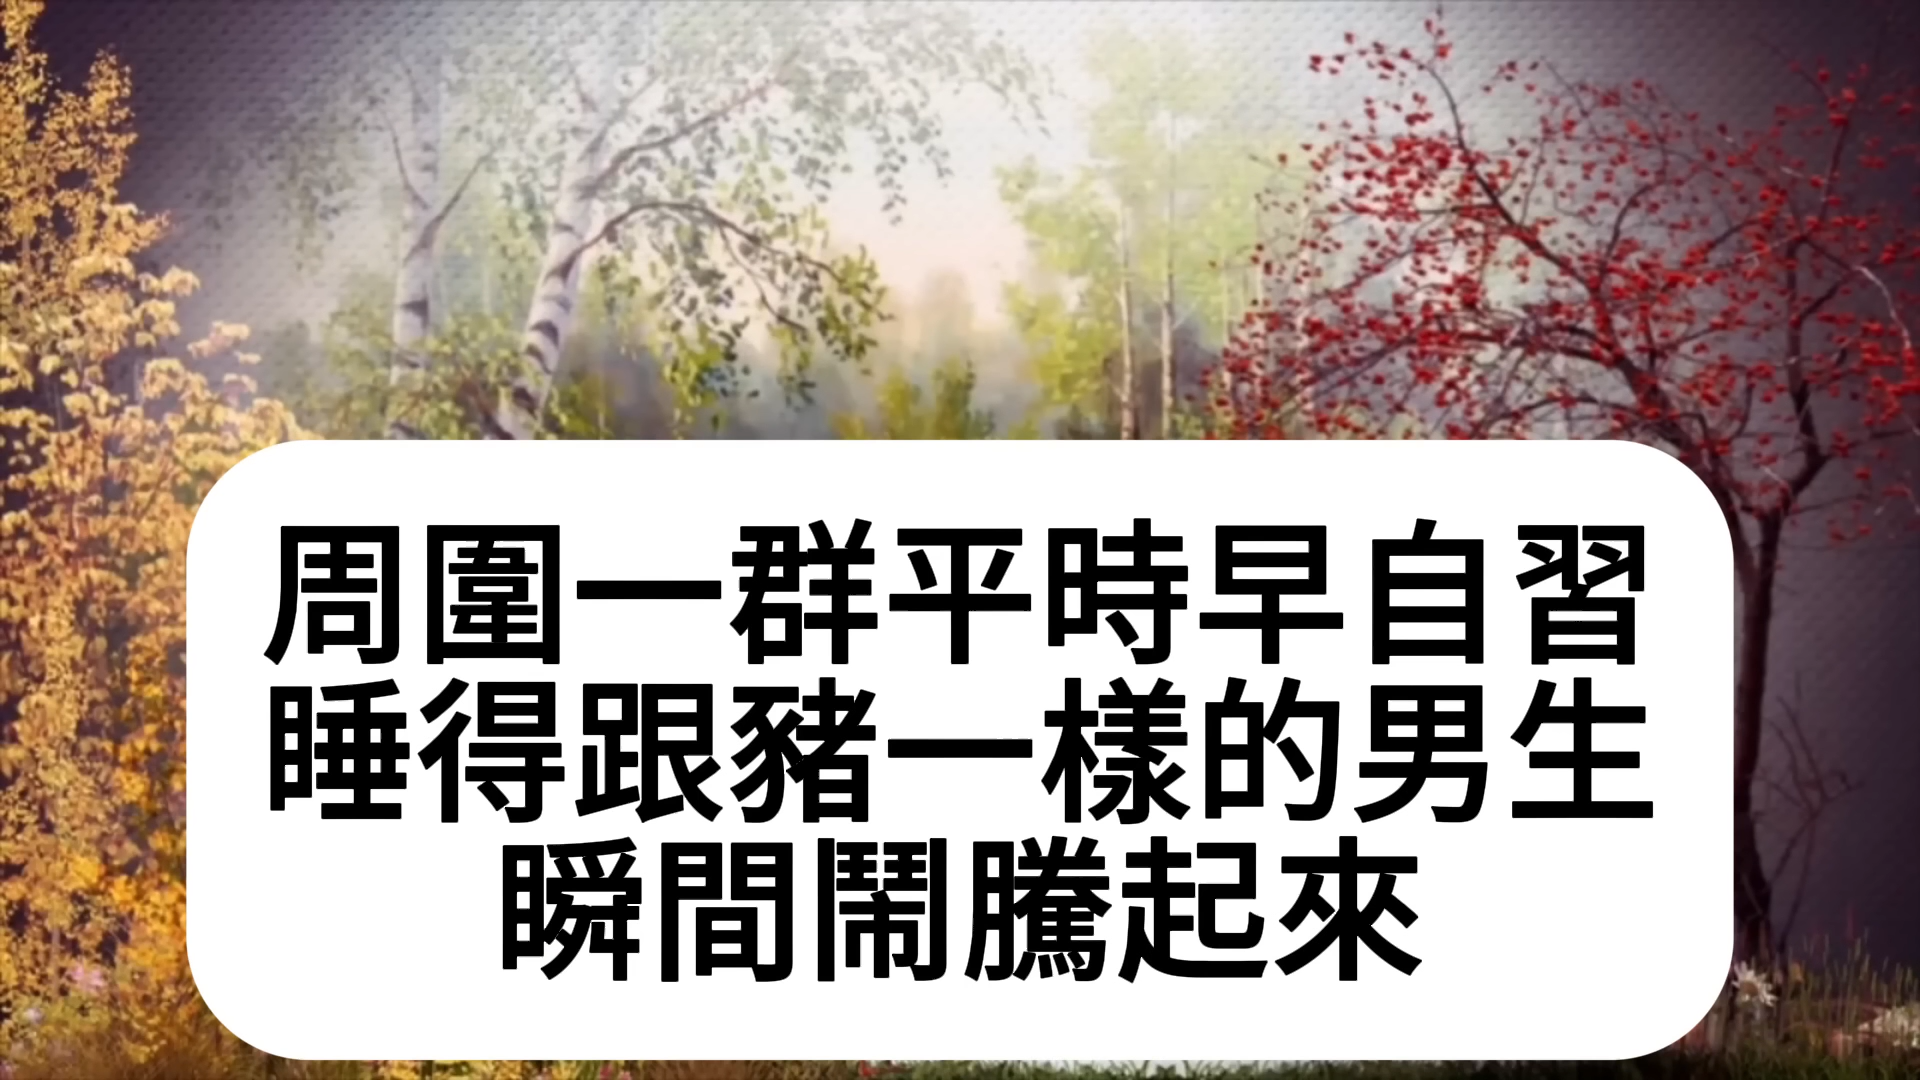 周圍一群平時早自習
睡得跟豬一樣的男生
瞬間鬧騰起來